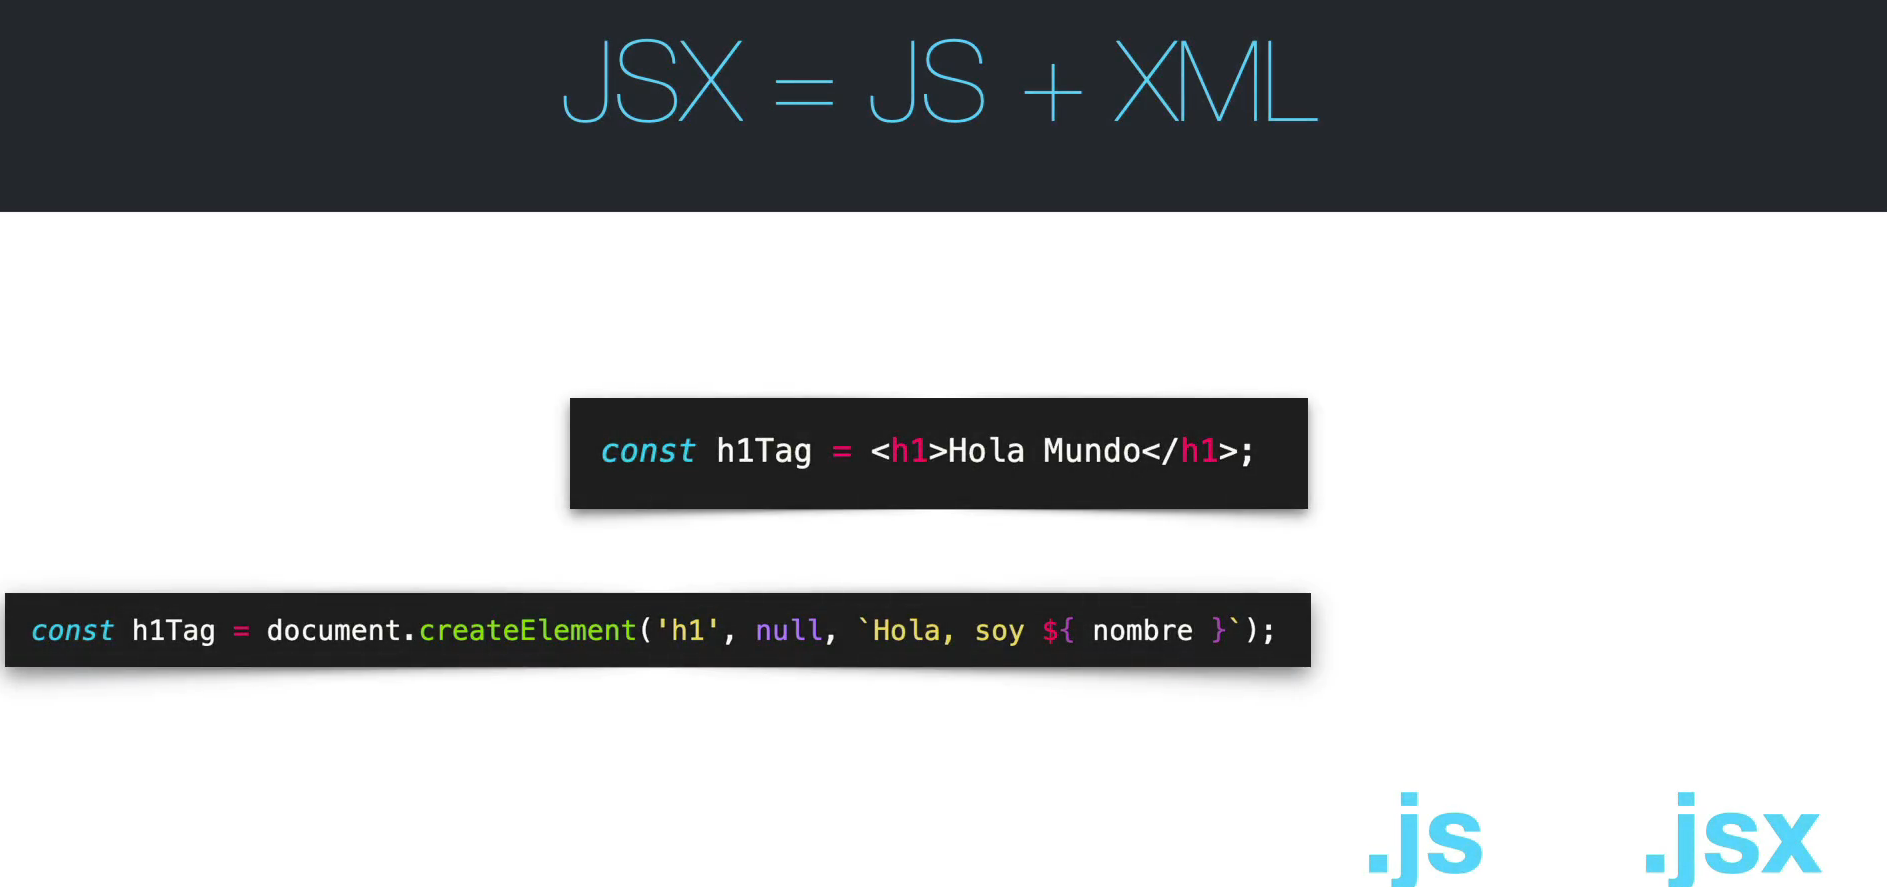 JSX = JS + XML
const h1Tag = <h1>Hola Mundo</h1>;
const h1Tag = document.createElement('h1', null, `Hola, soy ${ nombre }`);
.js .jsx